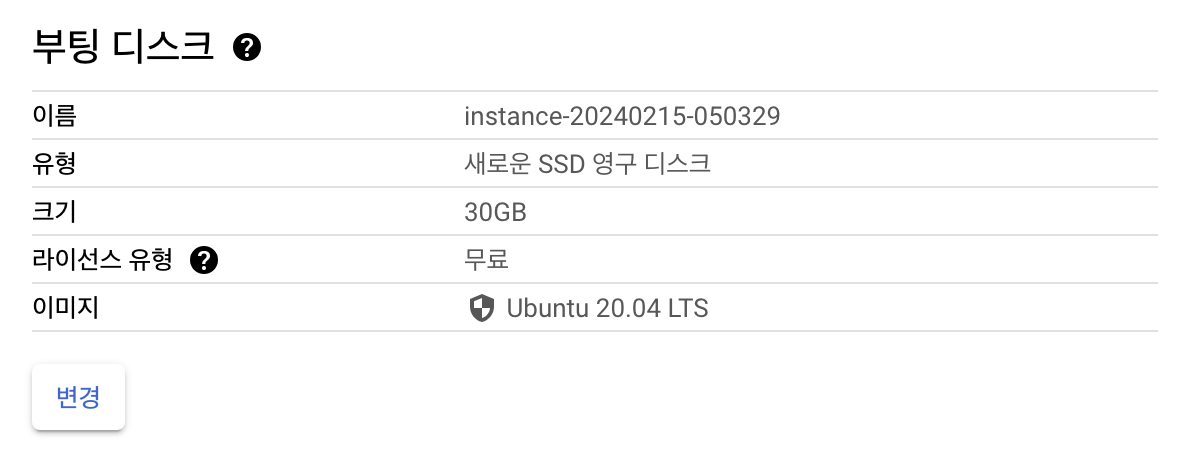 부팅 디스크
이름 instance-20240215-050329
유형 새로운 SSD 영구 디스크
크기 30GB
라이선스 유형 무료
이미지 Ubuntu 20.04 LTS
변경